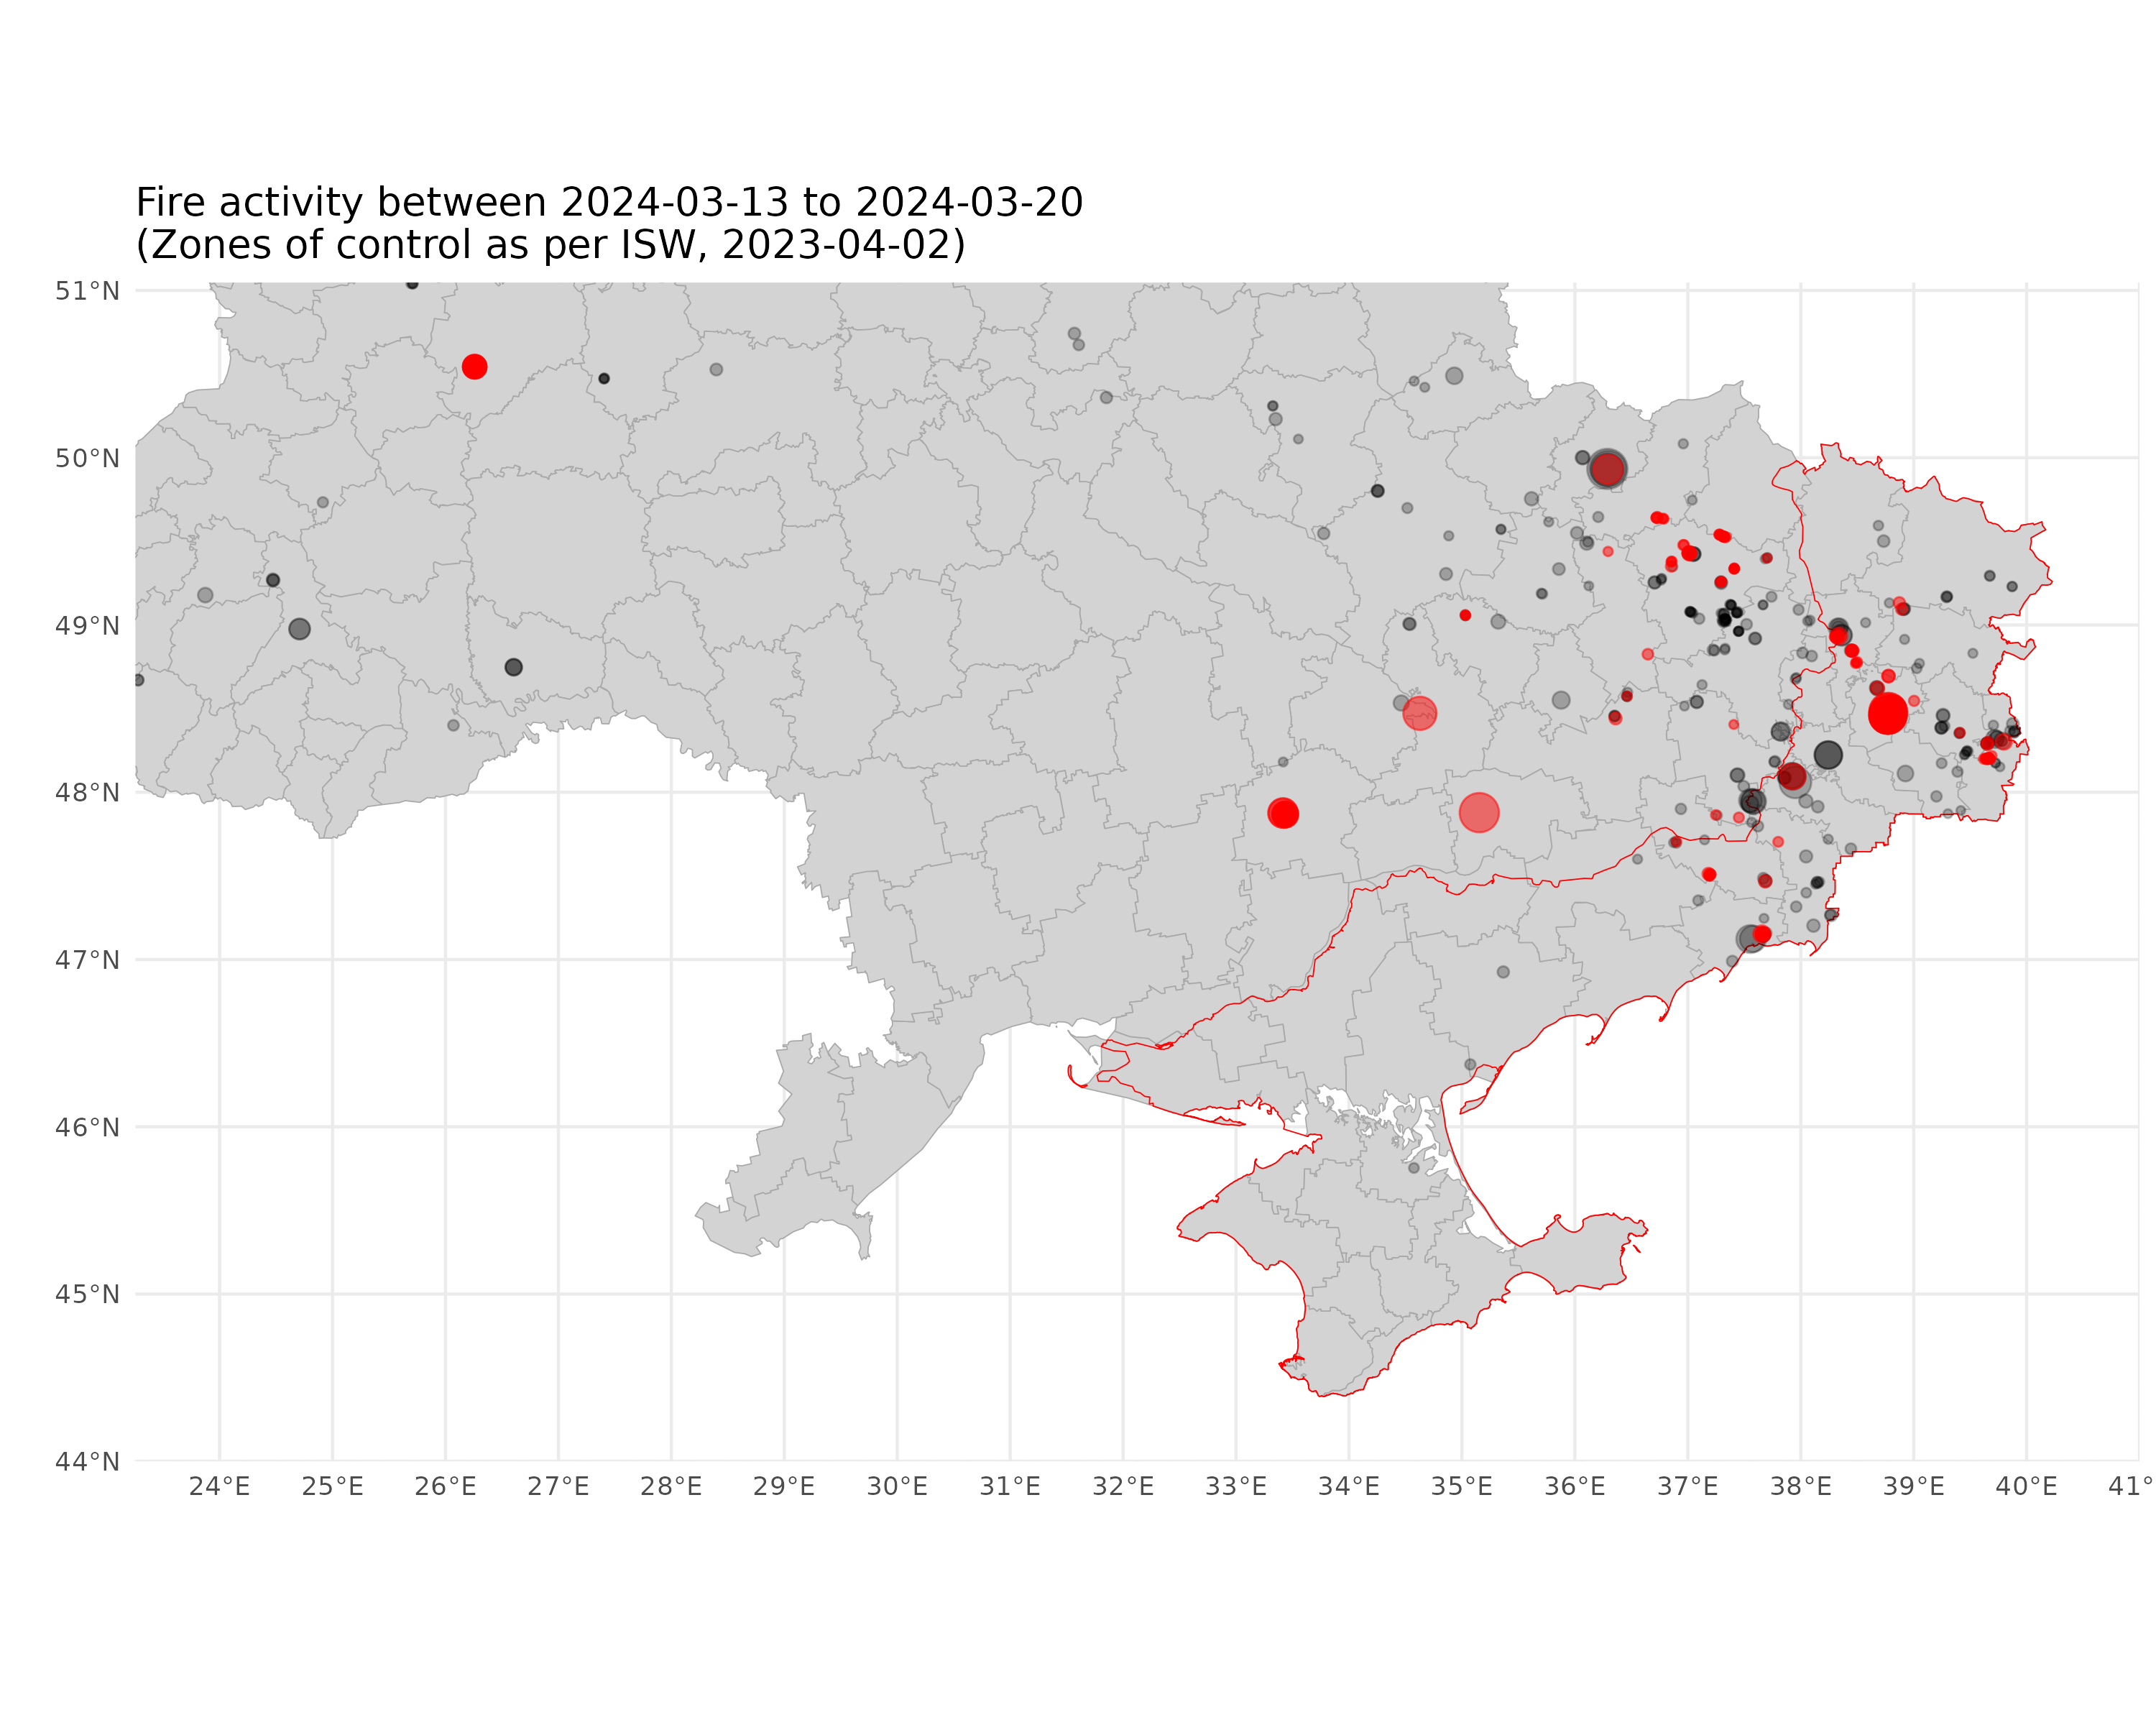 Fire activity between 2024-03-13 to 2024-03-20
(Zones of control as per ISW, 2023-04-02)
51°N
50°N
49°N
48°N
47°N
46°N
45°N
44°N
24°E 25°E 26°E 27°E 28°E 29°E 30°E 31°E 32°E 33°E 34°E 35°E 36°E 37°E 38°E 39°E 40°E 41°